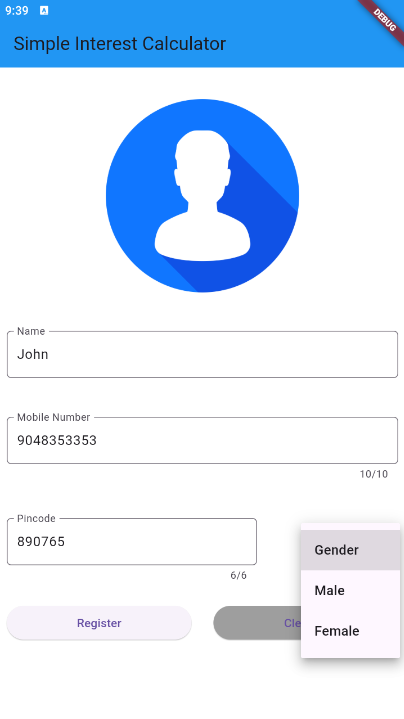 9:39 A
DEBUG
Simple Interest Calculator
Name
John
Mobile Number
9048353353
10/10
Pincode
890765
6/6
Gender
Male
Female
Register
Cle